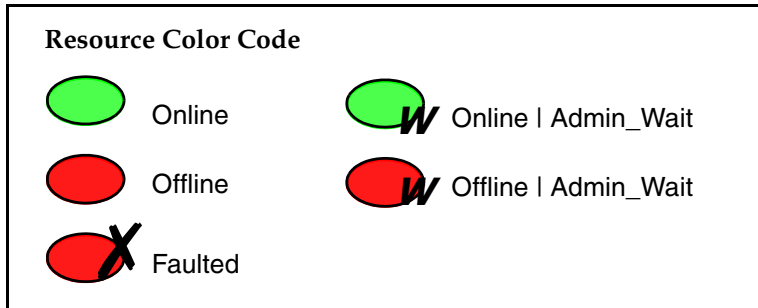 Resource Color Code
Online
W Online | Admin_Wait
Offline
W Offline | Admin_Wait
X Faulted